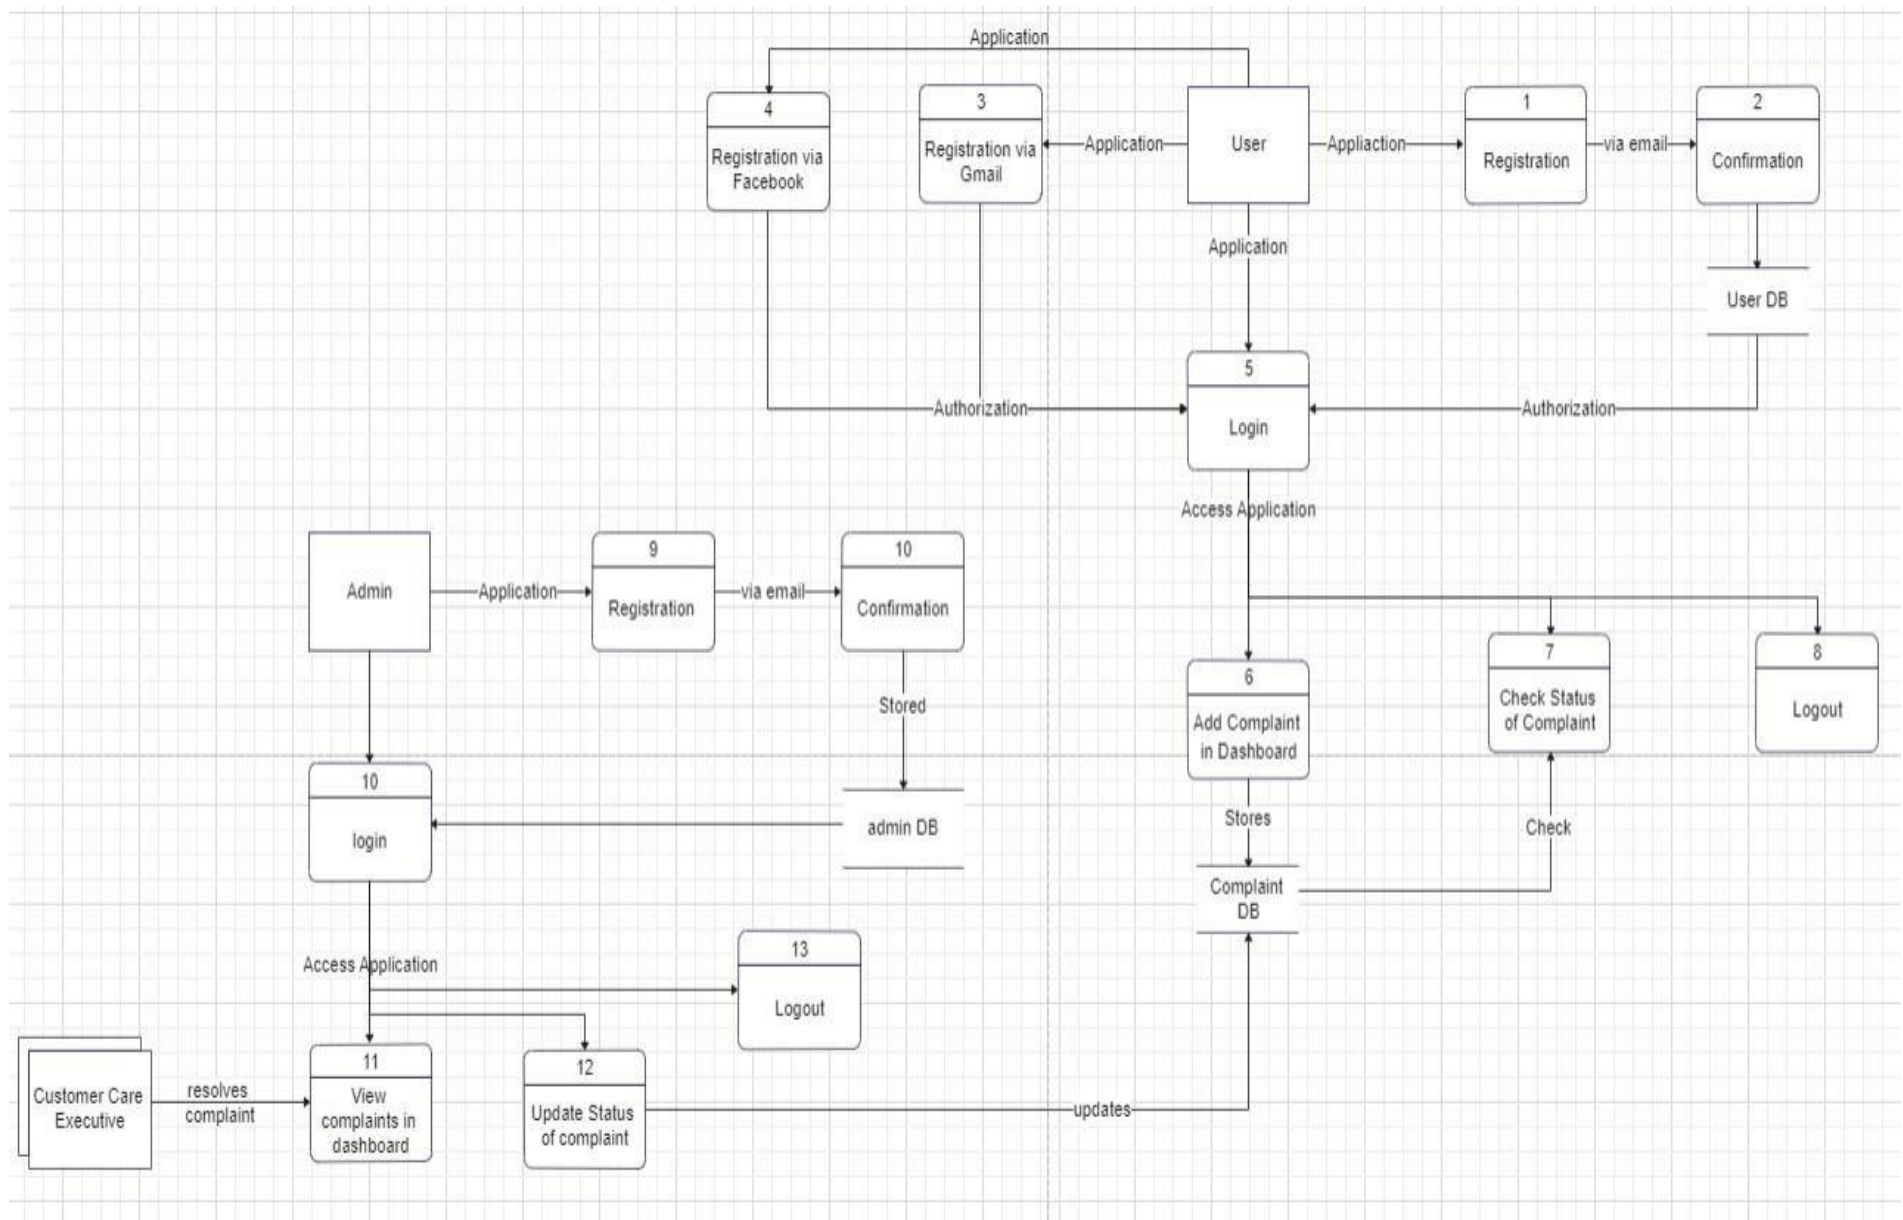 Application
4
Registration via
Facebook
3
Registration via
Gmail
Application
User
Appliaction
1
Registration
via email
2
Confirmation
Application
User DB
5
Login
Authorization
Authorization
Access Application
Admin
Application
9
Registration
via email
10
Confirmation
Stored
6
Add Complaint
in Dashboard
7
Check Status
of Complaint
8
Logout
10
login
admin DB
Stores
Check
Complaint
DB
Access Application
13
Logout
Customer Care
Executive
resolves
complaint
11
View
complaints in
dashboard
12
Update Status
of complaint
updates